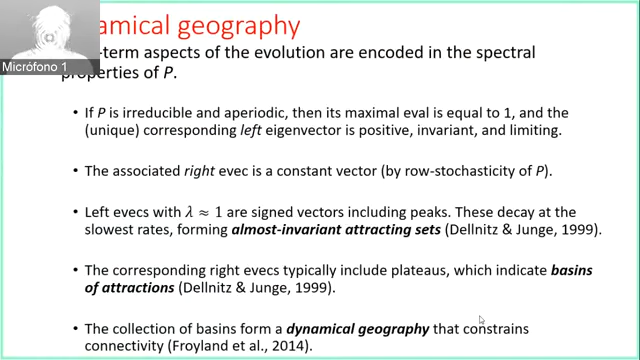 amical geography
-term aspects of the evolution are encoded in the spectral
properties of P.
Micrófono 1
• If P is irreducible and aperiodic, then its maximal eval is equal to 1, and the
(unique) corresponding left eigenvector is positive, invariant, and limiting.
• The associated right evec is a constant vector (by row-stochasticity of P).
• Left evecs with λ ≈ 1 are signed vectors including peaks. These decay at the
slowest rates, forming almost-invariant attracting sets (Dellnitz & Junge, 1999).
• The corresponding right evecs typically include plateaus, which indicate basins
of attractions (Dellnitz & Junge, 1999).
• The collection of basins form a dynamical geography that constrains
connectivity (Froyland et al., 2014).